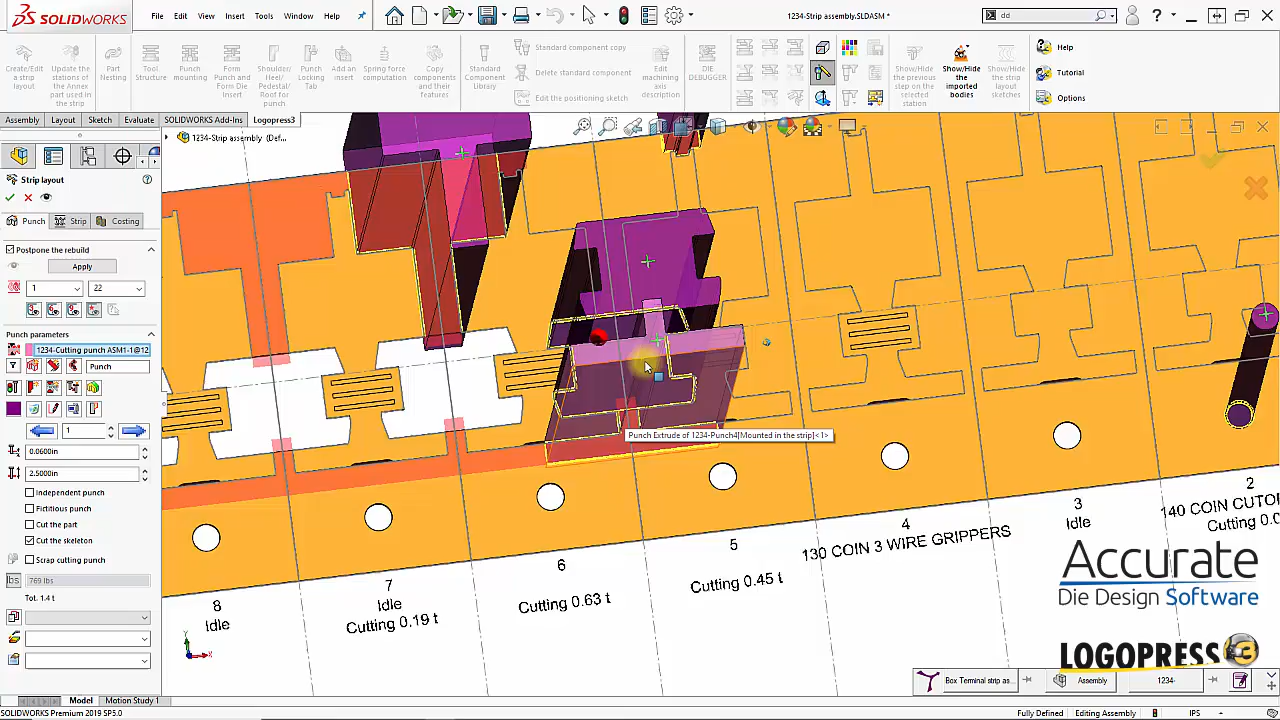 SOLIDWORKS File Edit View Insert Tools Window Help 1234-Strip assembly.SLDASM * dd ?
Create/Edit a strip layout
Update the stations of the Annex part used in the strip
Part Nesting
Tool Structure
Punch mounting
Form Punch and Form Die Insert
Shoulder/ Heel/ Pedestal/Roof for punch
Punch Locking Tab
Add an insert
Spring force computation
Copy components and their features
Standard Component Library
Standard component copy
Delete standard component
Edit the positioning sketch
Edit machining axis description
DIE DEBUGGER
Show/Hide the previous step on the selected station
Show/Hide the imported bodies
Show/Hide the strip layout sketches
Help
Tutorial
Options
Assembly Layout Sketch Evaluate SOLIDWORKS Add-Ins Logopress3
1234-Strip assembly (Def...
Strip layout
Punch Strip Costing
Postpone the rebuild
Apply
1 22
Punch parameters
1234-Cutting punch ASM1-1@12
Punch
1
0.0600in
2.5000in
Independent punch
Fictitious punch
Cut the part
Cut the skeleton
Scrap cutting punch
lbs 769 lbs
Tot. 1.4 t
Punch Extrude of 1234-Punch4[Mounted in the strip]<1>
8
Idle
7
Idle
Cutting 0.19 t
6
Cutting 0.63 t
5
Cutting 0.45 t
4
130 COIN 3 WIRE GRIPPERS
3
Idle
2
140 COIN CUTO
Cutting 0.0
Accurate
Die Design Software
LOGOPRESS3
Box Terminal strip as... Assembly 1234-
Y
X
Model Motion Study 1
SOLIDWORKS Premium 2019 SP5.0 Fully Defined Editing Assembly IPS